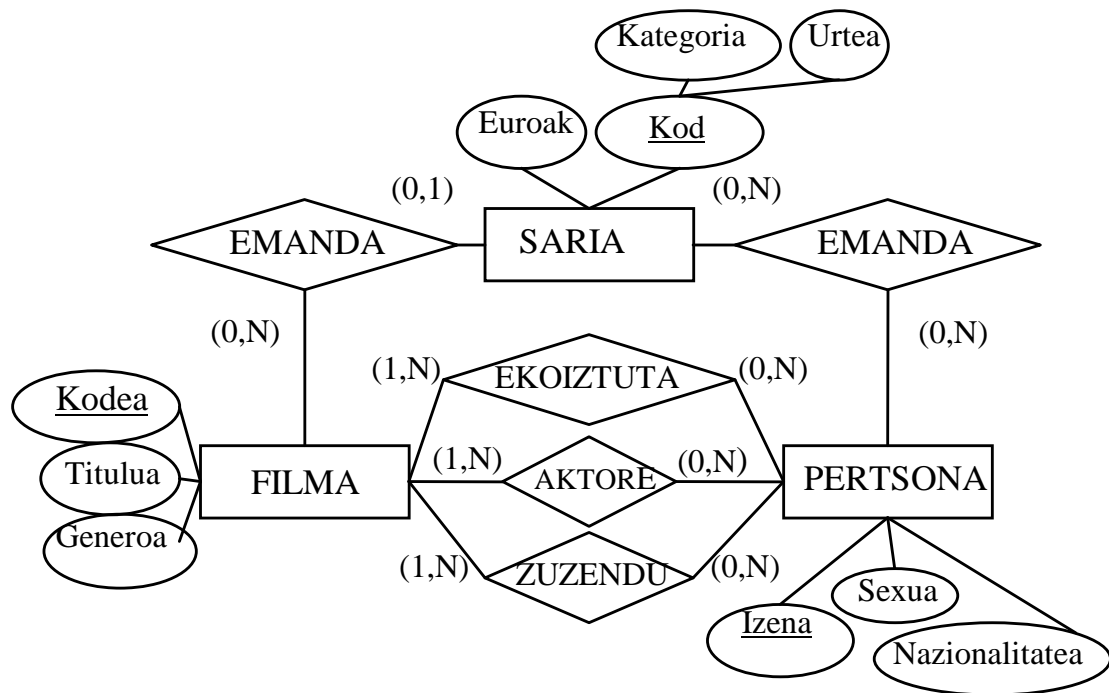 Kategoria
Urtea
Euroak
Kod
(0,1)
(0,N)
EMANDA
SARIA
EMANDA
(0,N)
(0,N)
(1,N)
EKOIZTUTA
(0,N)
Kodea
Titulua
Generoa
FILMA
(1,N)
AKTORE
(0,N)
PERTSONA
(1,N)
ZUZENDU
(0,N)
Izena
Sexua
Nazionalitatea